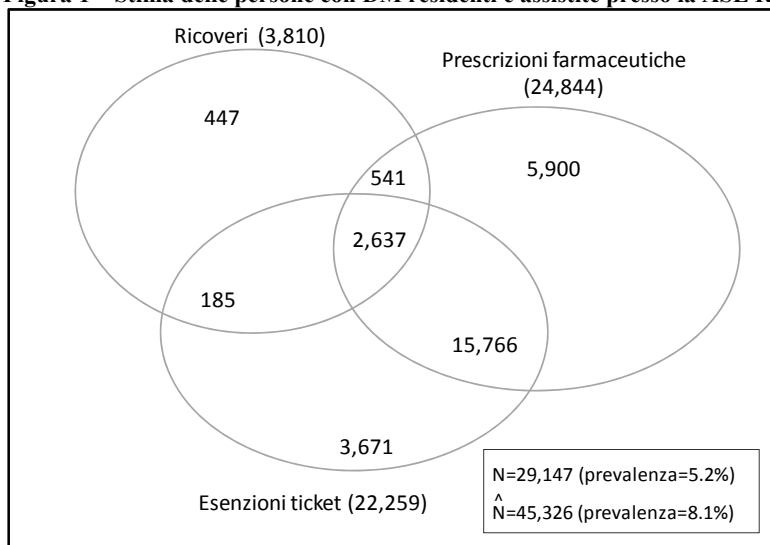 Figura 1 – Stima delle persone con DM residenti e assistite presso la ASL
Ricoveri (3,810)
Prescrizioni farmaceutiche
(24,844)
447
5,900
541
2,637
185
15,766
3,671
Esenzioni ticket (22,259)
N=29,147 (prevalenza=5.2%)
^
N=45,326 (prevalenza=8.1%)